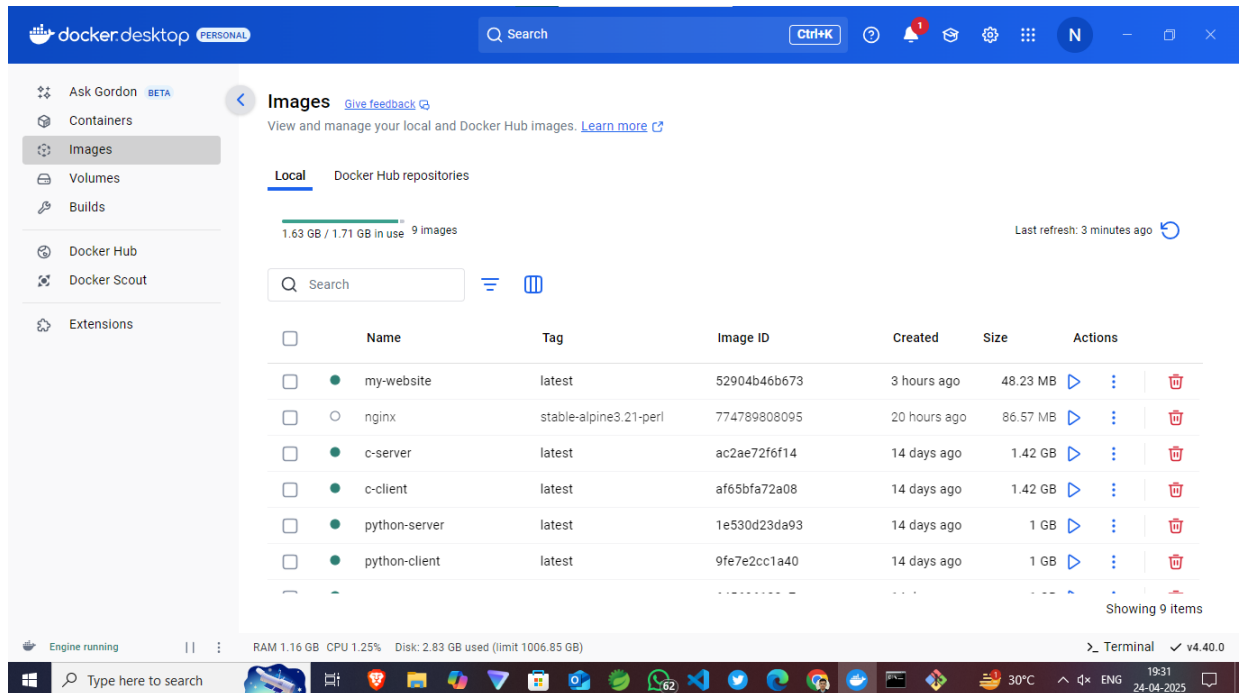 docker.desktop PERSONAL
Search
Ctrl+K
1
N
Ask Gordon BETA
Containers
Images
Volumes
Builds
Docker Hub
Docker Scout
Extensions
Images Give feedback
View and manage your local and Docker Hub images. Learn more
Local Docker Hub repositories
1.63 GB / 1.71 GB in use 9 images
Last refresh: 3 minutes ago
Search
Name Tag Image ID Created Size Actions
my-website latest 52904b46b673 3 hours ago 48.23 MB
nginx stable-alpine3.21-perl 774789808095 20 hours ago 86.57 MB
c-server latest ac2ae72f6f14 14 days ago 1.42 GB
c-client latest af65bfa72a08 14 days ago 1.42 GB
python-server latest 1e530d23da93 14 days ago 1 GB
python-client latest 9fe7e2cc1a40 14 days ago 1 GB
Showing 9 items
Engine running
RAM 1.16 GB CPU 1.25% Disk: 2.83 GB used (limit 1006.85 GB)
>_ Terminal
v4.40.0
Type here to search
62
30°C
ENG
19:31
24-04-2025